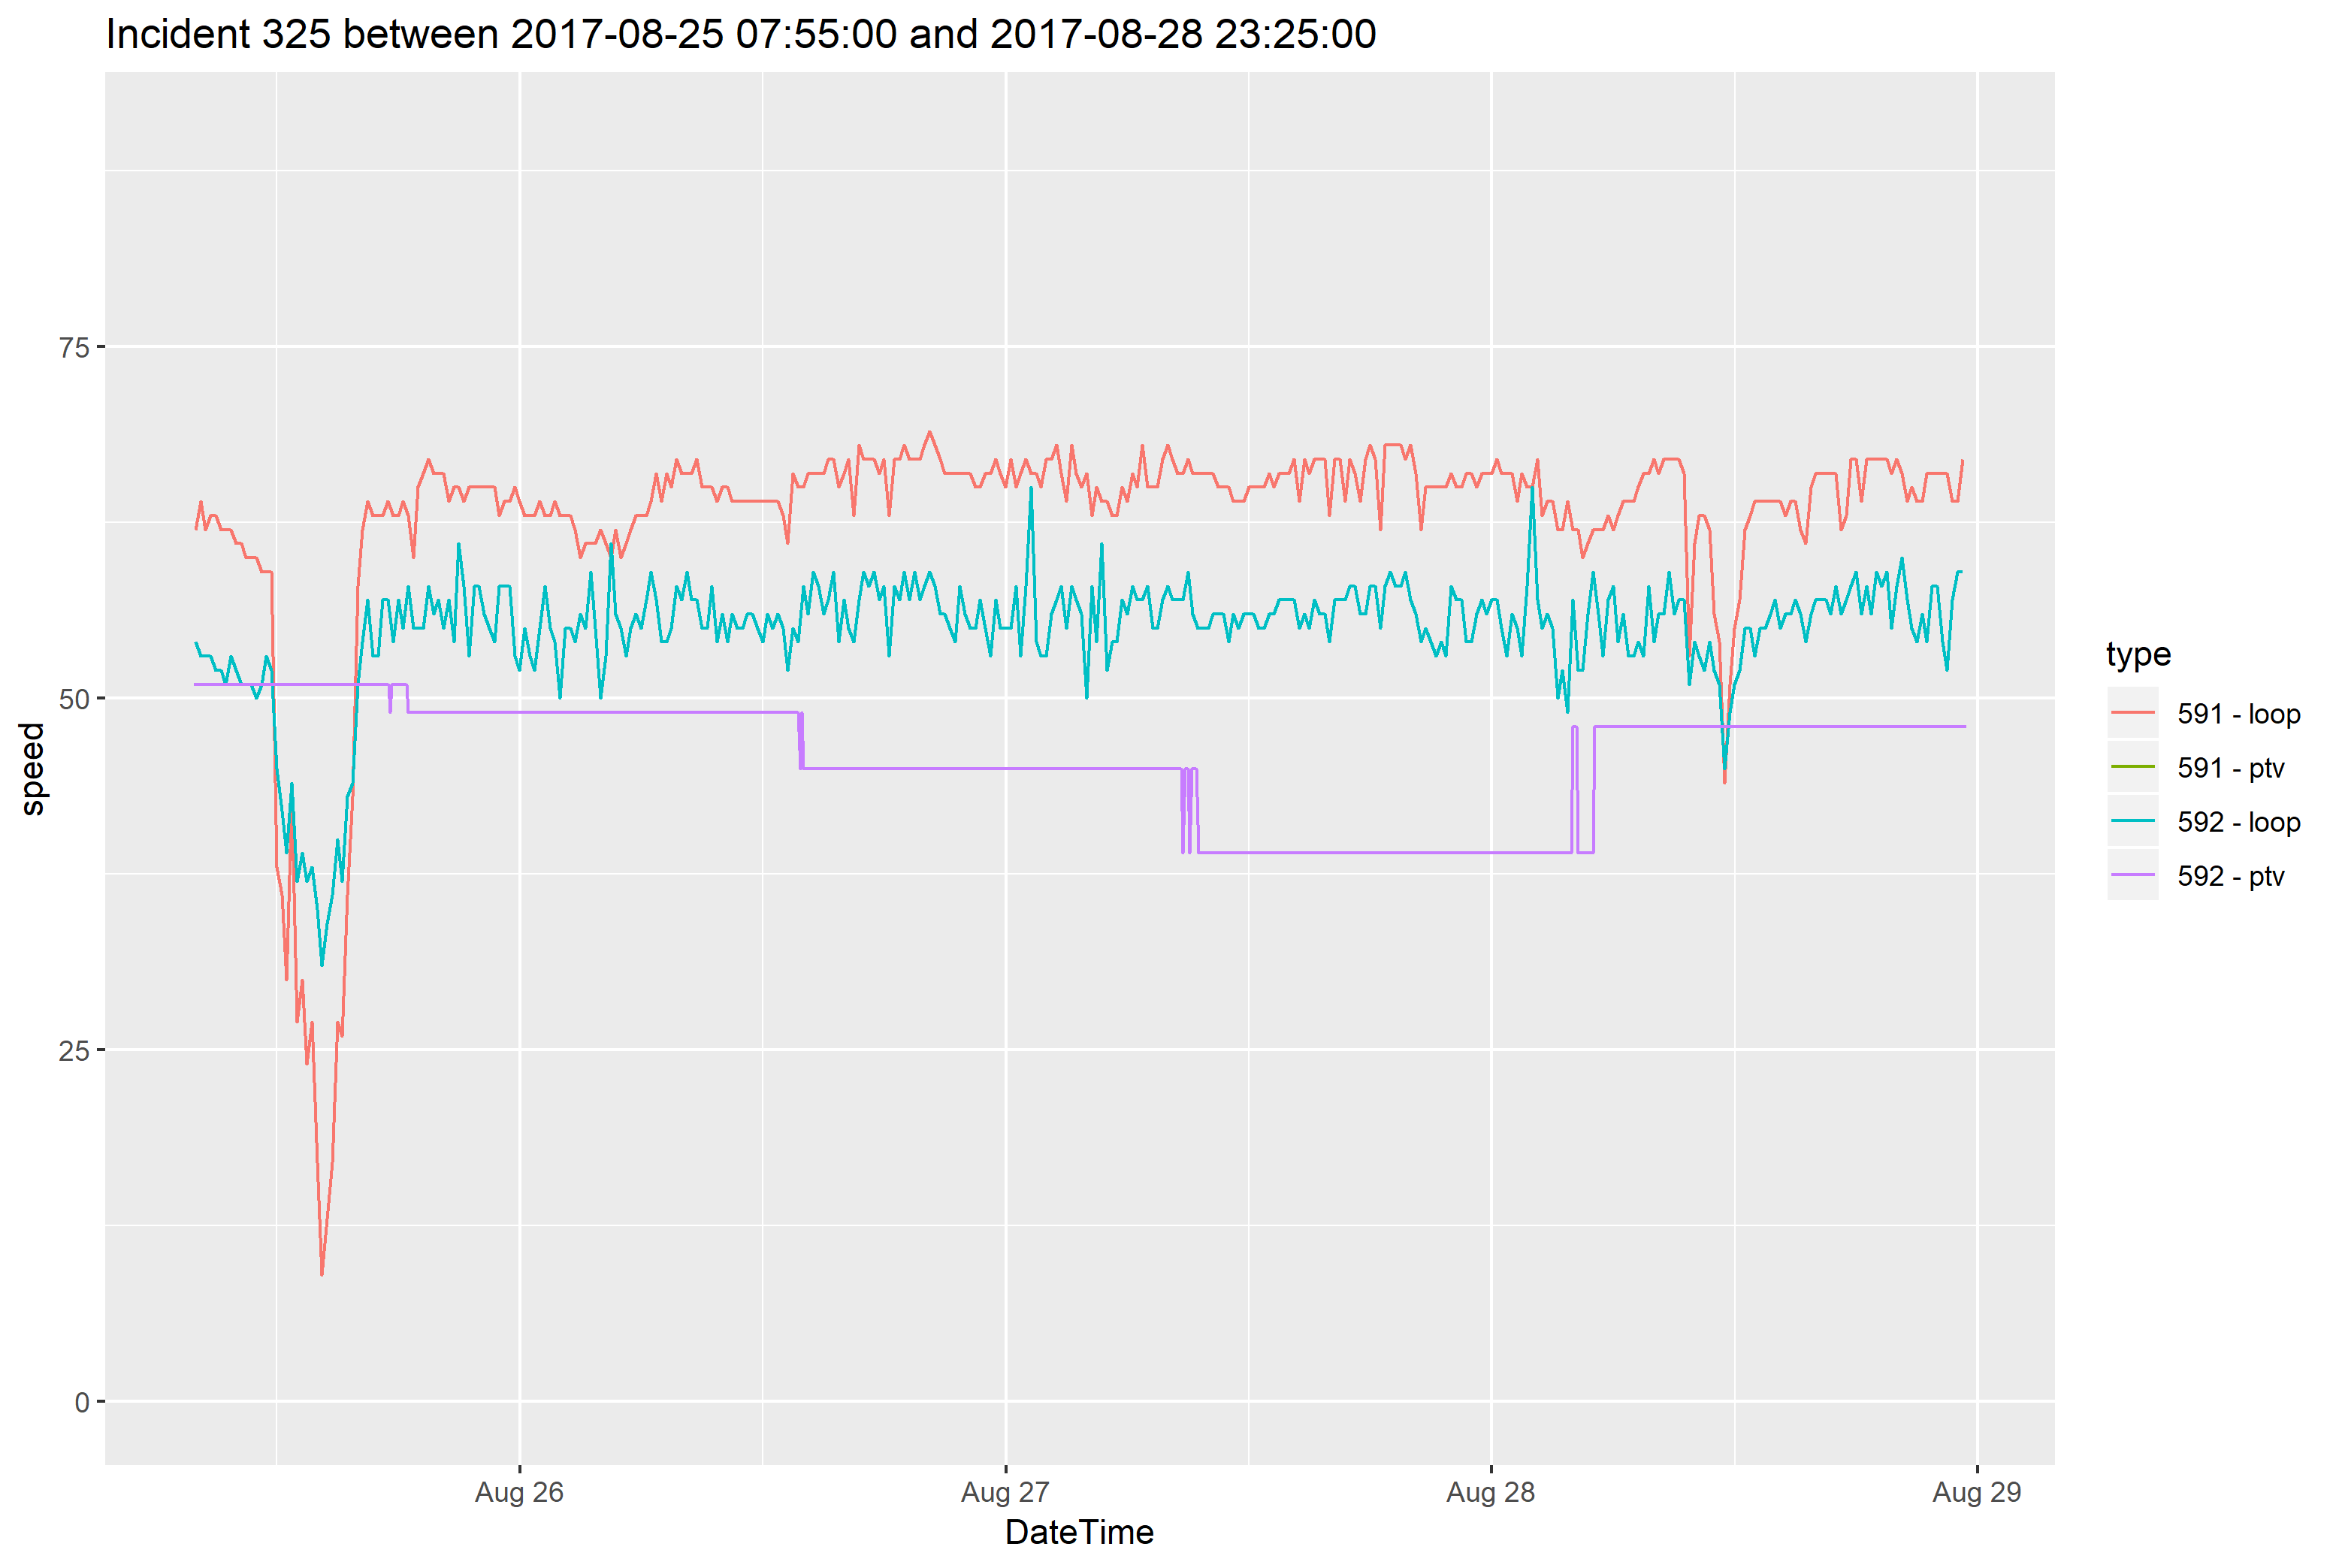 Incident 325 between 2017-08-25 07:55:00 and 2017-08-28 23:25:00
speed
75
50
25
0
Aug 26
Aug 27
Aug 28
Aug 29
DateTime
type
591 - loop
591 - ptv
592 - loop
592 - ptv